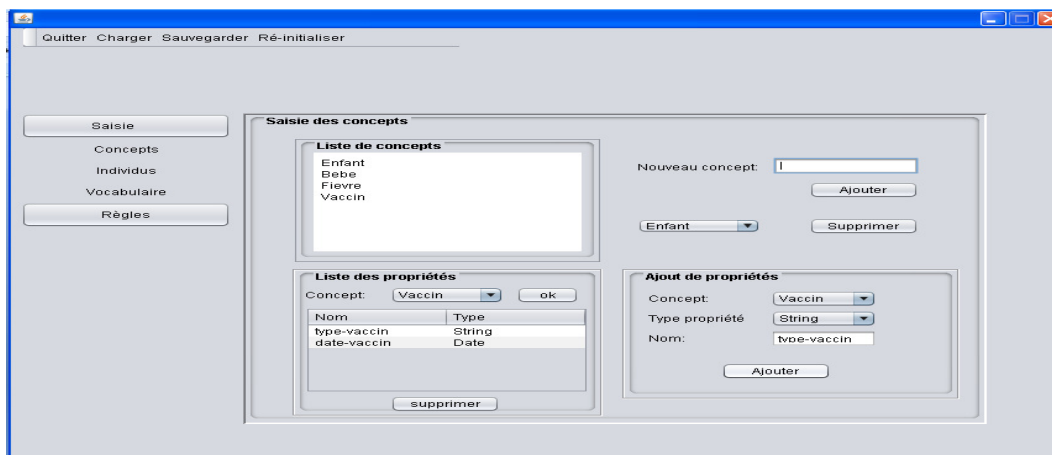 Quitter Charger Sauvegarder Ré-initialiser
Saisie
Concepts
Individus
Vocabulaire
Règles
Saisie des concepts
Liste de concepts
Enfant
Bebe
Fievre
Vaccin
Nouveau concept:
Ajouter
Enfant
Supprimer
Liste des propriétés
Concept: Vaccin ok
Nom Type
type-vaccin String
date-vaccin Date
supprimer
Ajout de propriétés
Concept: Vaccin
Type propriété String
Nom: type-vaccin
Ajouter